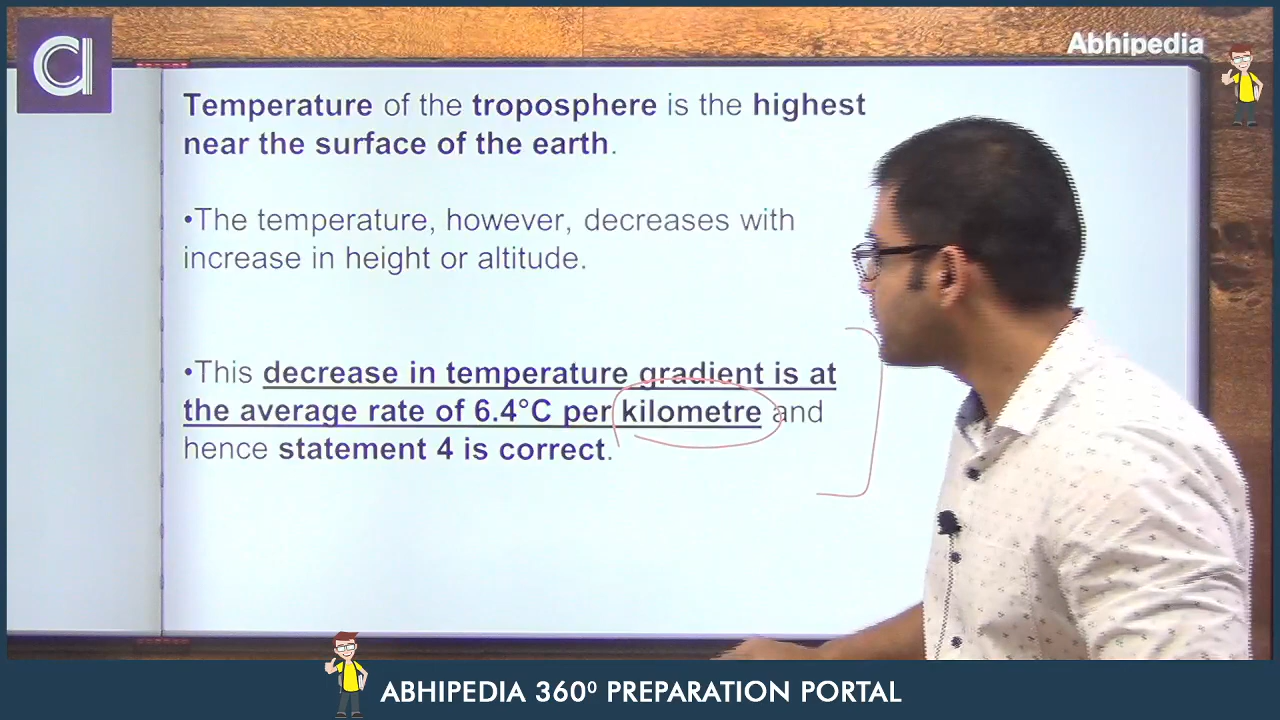 Abhipedia
Temperature of the troposphere is the highest
near the surface of the earth.
•The temperature, however, decreases with
increase in height or altitude.
•This decrease in temperature gradient is at
the average rate of 6.4°C per kilometre and
hence statement 4 is correct.
ABHIPEDIA 360⁰ PREPARATION PORTAL